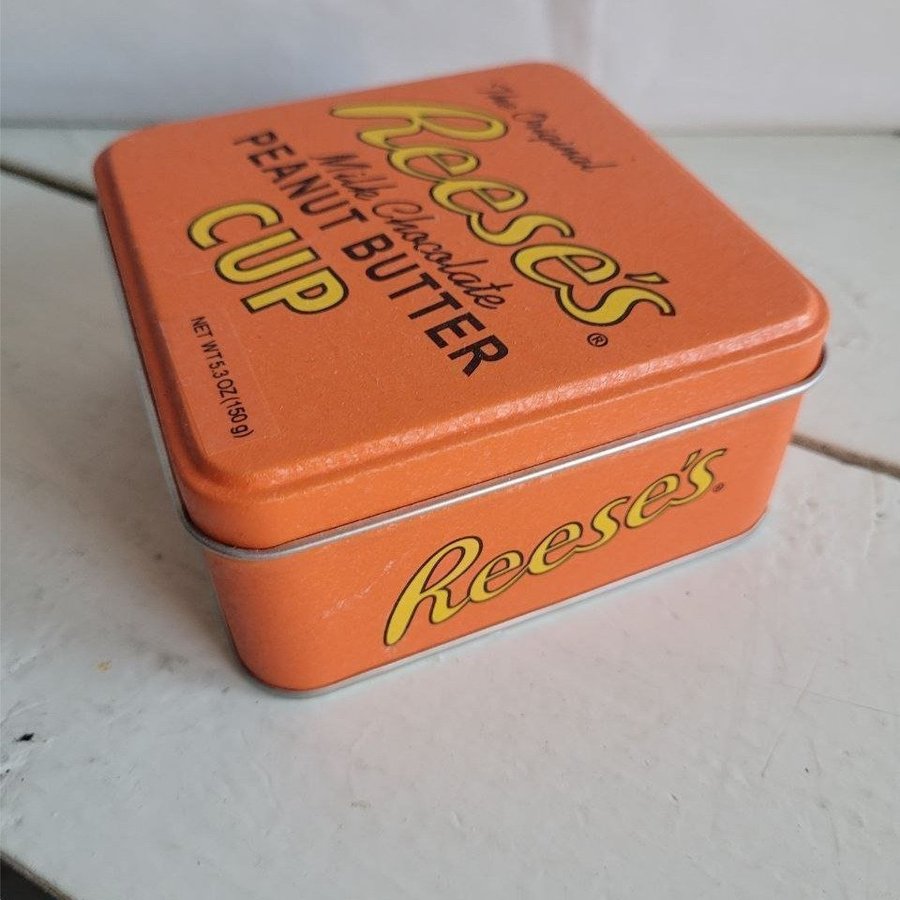 The Original
Reese's®
Milk Chocolate
PEANUT BUTTER
CUP
NET WT 5.3 OZ (150 g)
Reese's®